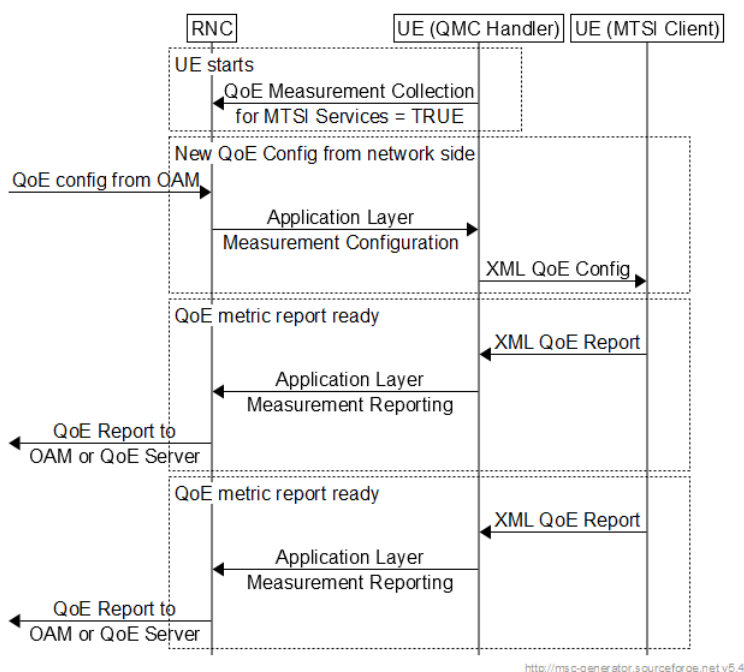 RNC
UE (QMC Handler)
UE (MTSI Client)
UE starts
QoE Measurement Collection
for MTSI Services = TRUE
New QoE Config from network side
QoE config from OAM
Application Layer
Measurement Configuration
XML QoE Config
QoE metric report ready
XML QoE Report
Application Layer
Measurement Reporting
QoE Report to
OAM or QoE Server
QoE metric report ready
XML QoE Report
Application Layer
Measurement Reporting
QoE Report to
OAM or QoE Server
http://msc-generator.sourceforge.net v5.4